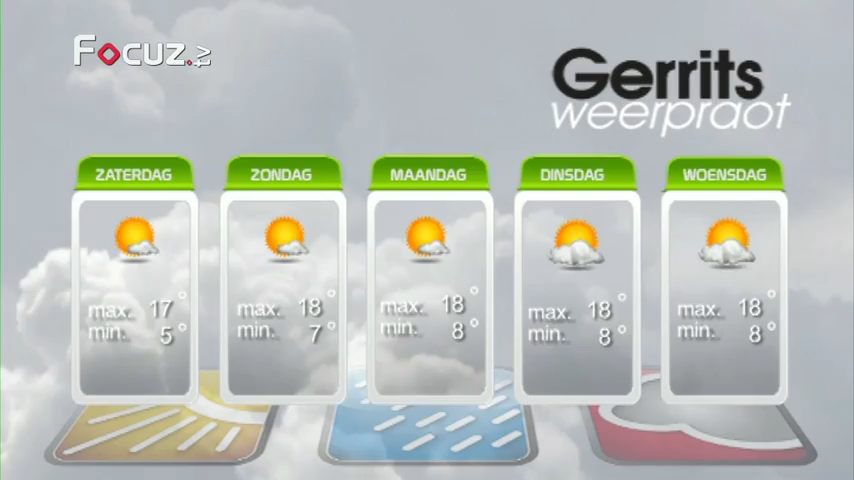 FOCUZ.tv
Gerrits
weerpraot
ZATERDAG
max. 17°
min. 5°
ZONDAG
max. 18°
min. 7°
MAANDAG
max. 18°
min. 8°
DINSDAG
max. 18°
min. 8°
WOENSDAG
max. 18°
min. 8°